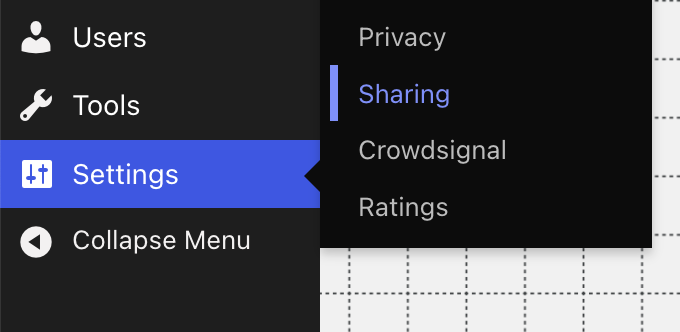 Users
Tools
Settings
Collapse Menu
Privacy
Sharing
Crowdsignal
Ratings